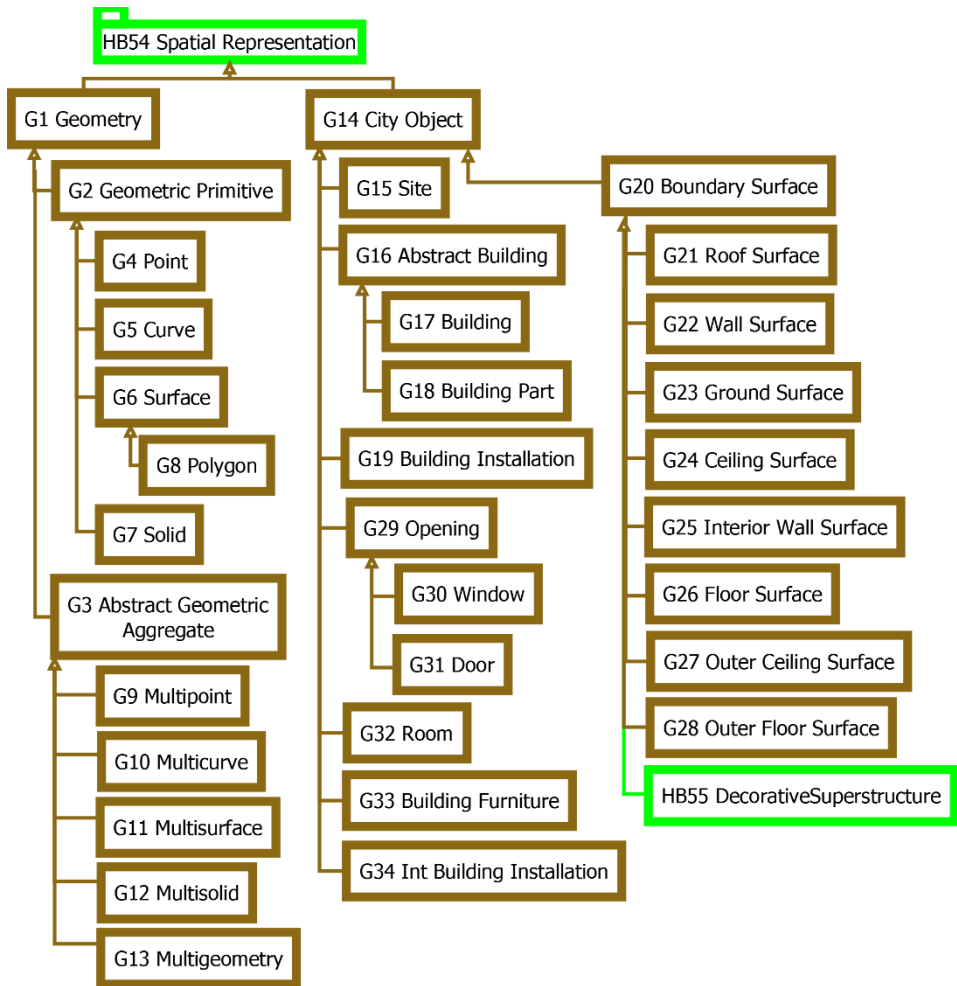 HB54 Spatial Representation
G1 Geometry
G2 Geometric Primitive
G4 Point
G5 Curve
G6 Surface
G8 Polygon
G7 Solid
G3 Abstract Geometric
Aggregate
G9 Multipoint
G10 Multicurve
G11 Multisurface
G12 Multisolid
G13 Multigeometry
G14 City Object
G15 Site
G16 Abstract Building
G17 Building
G18 Building Part
G19 Building Installation
G29 Opening
G30 Window
G31 Door
G32 Room
G33 Building Furniture
G34 Int Building Installation
G20 Boundary Surface
G21 Roof Surface
G22 Wall Surface
G23 Ground Surface
G24 Ceiling Surface
G25 Interior Wall Surface
G26 Floor Surface
G27 Outer Ceiling Surface
G28 Outer Floor Surface
HB55 DecorativeSuperstructure